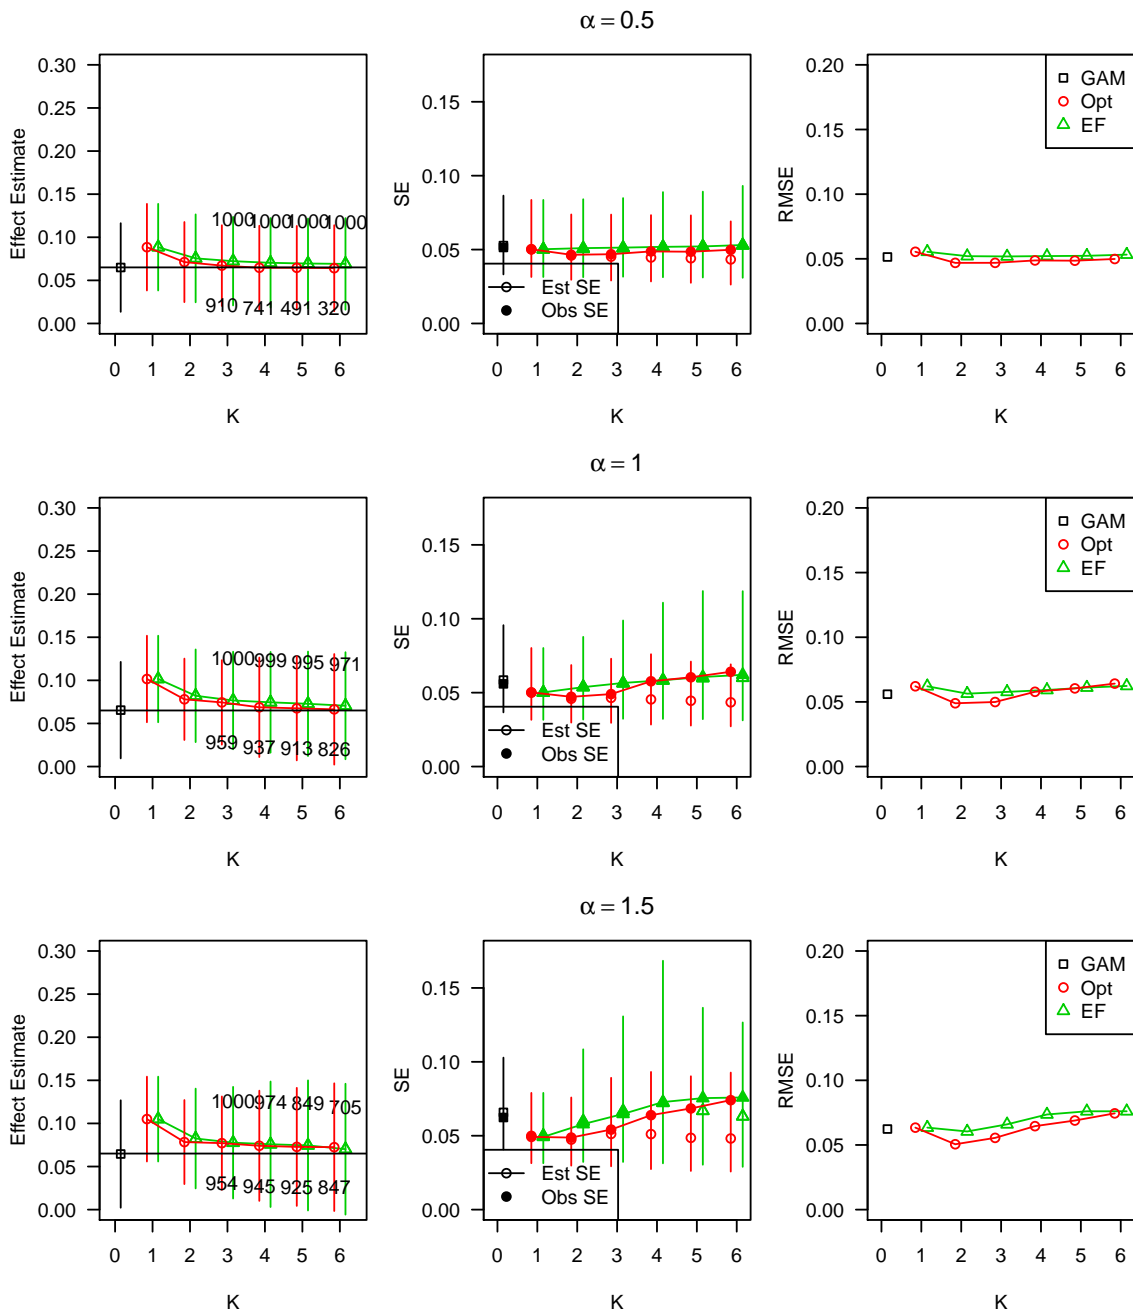 α = 0.5
Effect Estimate
0.30
0.25
0.20
0.15
0.10
0.05
0.00
1000 1000 1000 1000
910 741 491 320
0 1 2 3 4 5 6
K
SE
0.15
0.10
0.05
0.00
Est SE
Obs SE
0 1 2 3 4 5 6
K
RMSE
0.20
0.15
0.10
0.05
0.00
GAM
Opt
EF
0 1 2 3 4 5 6
K
α = 1
Effect Estimate
0.30
0.25
0.20
0.15
0.10
0.05
0.00
1000 999 995 971
959 937 913 826
0 1 2 3 4 5 6
K
SE
0.15
0.10
0.05
0.00
Est SE
Obs SE
0 1 2 3 4 5 6
K
RMSE
0.20
0.15
0.10
0.05
0.00
GAM
Opt
EF
0 1 2 3 4 5 6
K
α = 1.5
Effect Estimate
0.30
0.25
0.20
0.15
0.10
0.05
0.00
1000 974 849 705
954 945 925 847
0 1 2 3 4 5 6
K
SE
0.15
0.10
0.05
0.00
Est SE
Obs SE
0 1 2 3 4 5 6
K
RMSE
0.20
0.15
0.10
0.05
0.00
GAM
Opt
EF
0 1 2 3 4 5 6
K